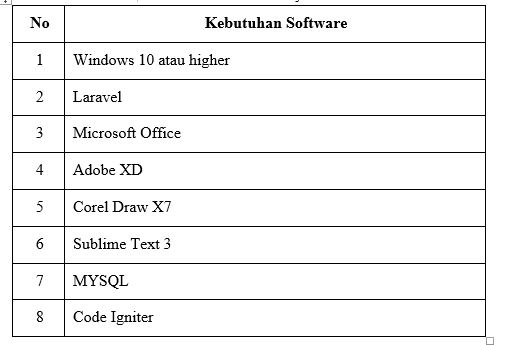 No Kebutuhan Software
1 Windows 10 atau higher
2 Laravel
3 Microsoft Office
4 Adobe XD
5 Corel Draw X7
6 Sublime Text 3
7 MYSQL
8 Code Igniter